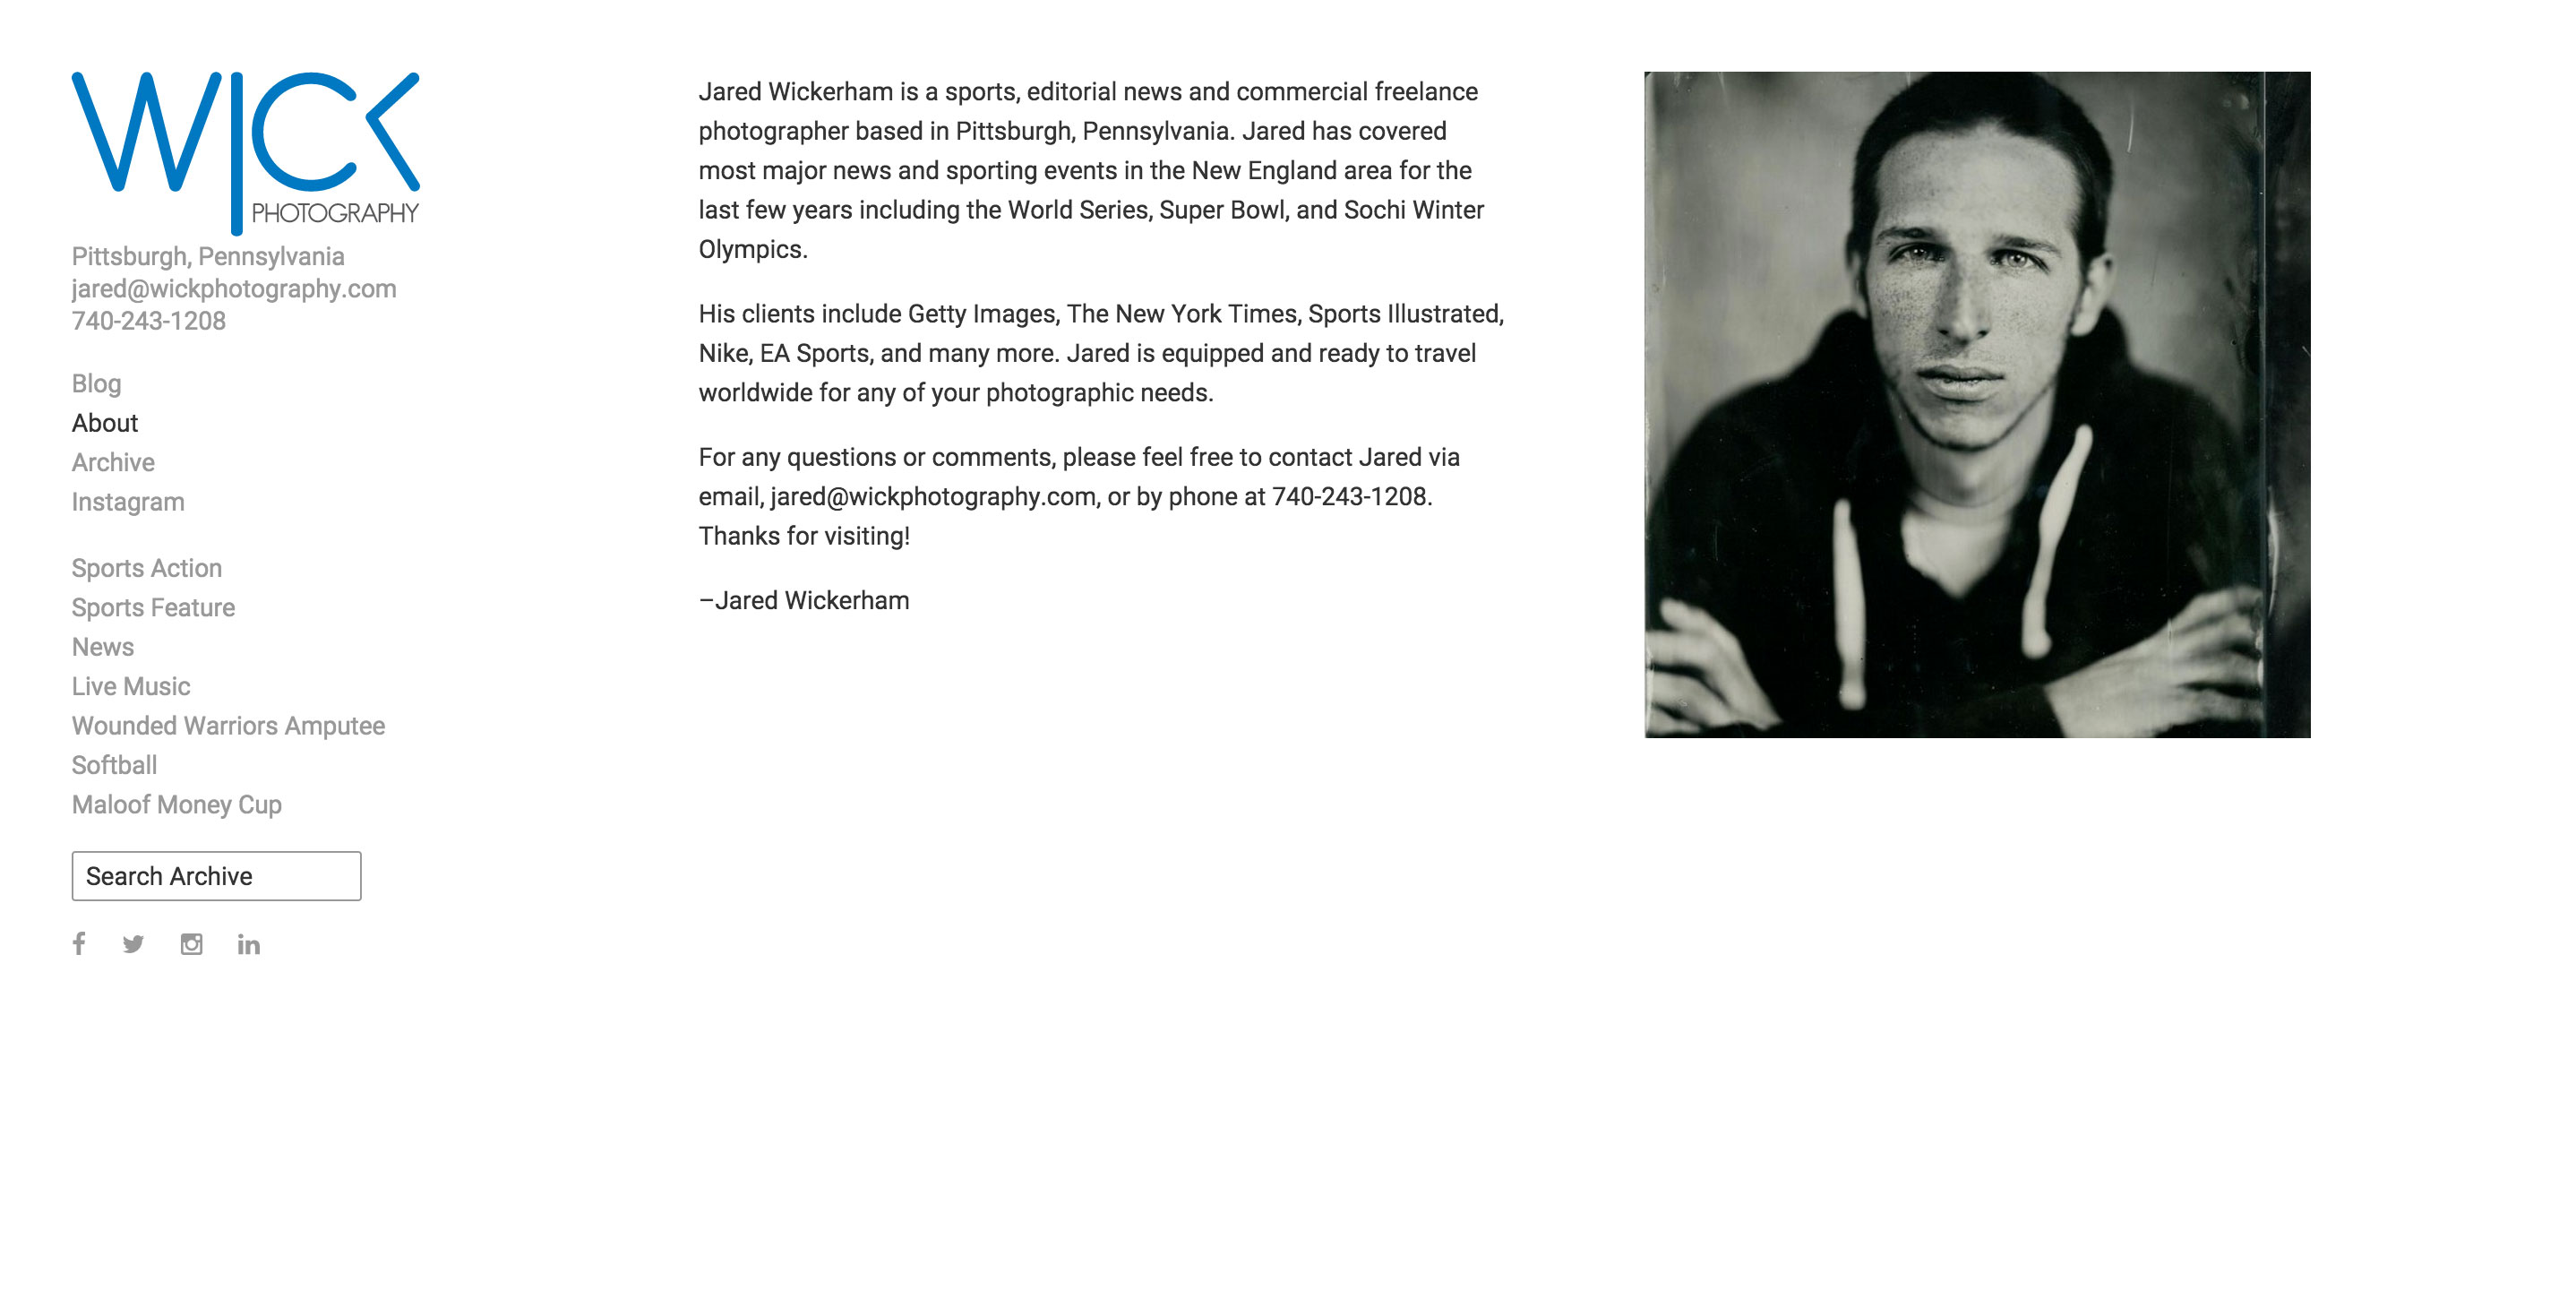 WICK
PHOTOGRAPHY
Pittsburgh, Pennsylvania
jared@wickphotography.com
740-243-1208
Blog
About
Archive
Instagram
Sports Action
Sports Feature
News
Live Music
Wounded Warriors Amputee
Softball
Maloof Money Cup
Search Archive
Jared Wickerham is a sports, editorial news and commercial freelance
photographer based in Pittsburgh, Pennsylvania. Jared has covered
most major news and sporting events in the New England area for the
last few years including the World Series, Super Bowl, and Sochi Winter
Olympics.
His clients include Getty Images, The New York Times, Sports Illustrated,
Nike, EA Sports, and many more. Jared is equipped and ready to travel
worldwide for any of your photographic needs.
For any questions or comments, please feel free to contact Jared via
email, jared@wickphotography.com, or by phone at 740-243-1208.
Thanks for visiting!
–Jared Wickerham